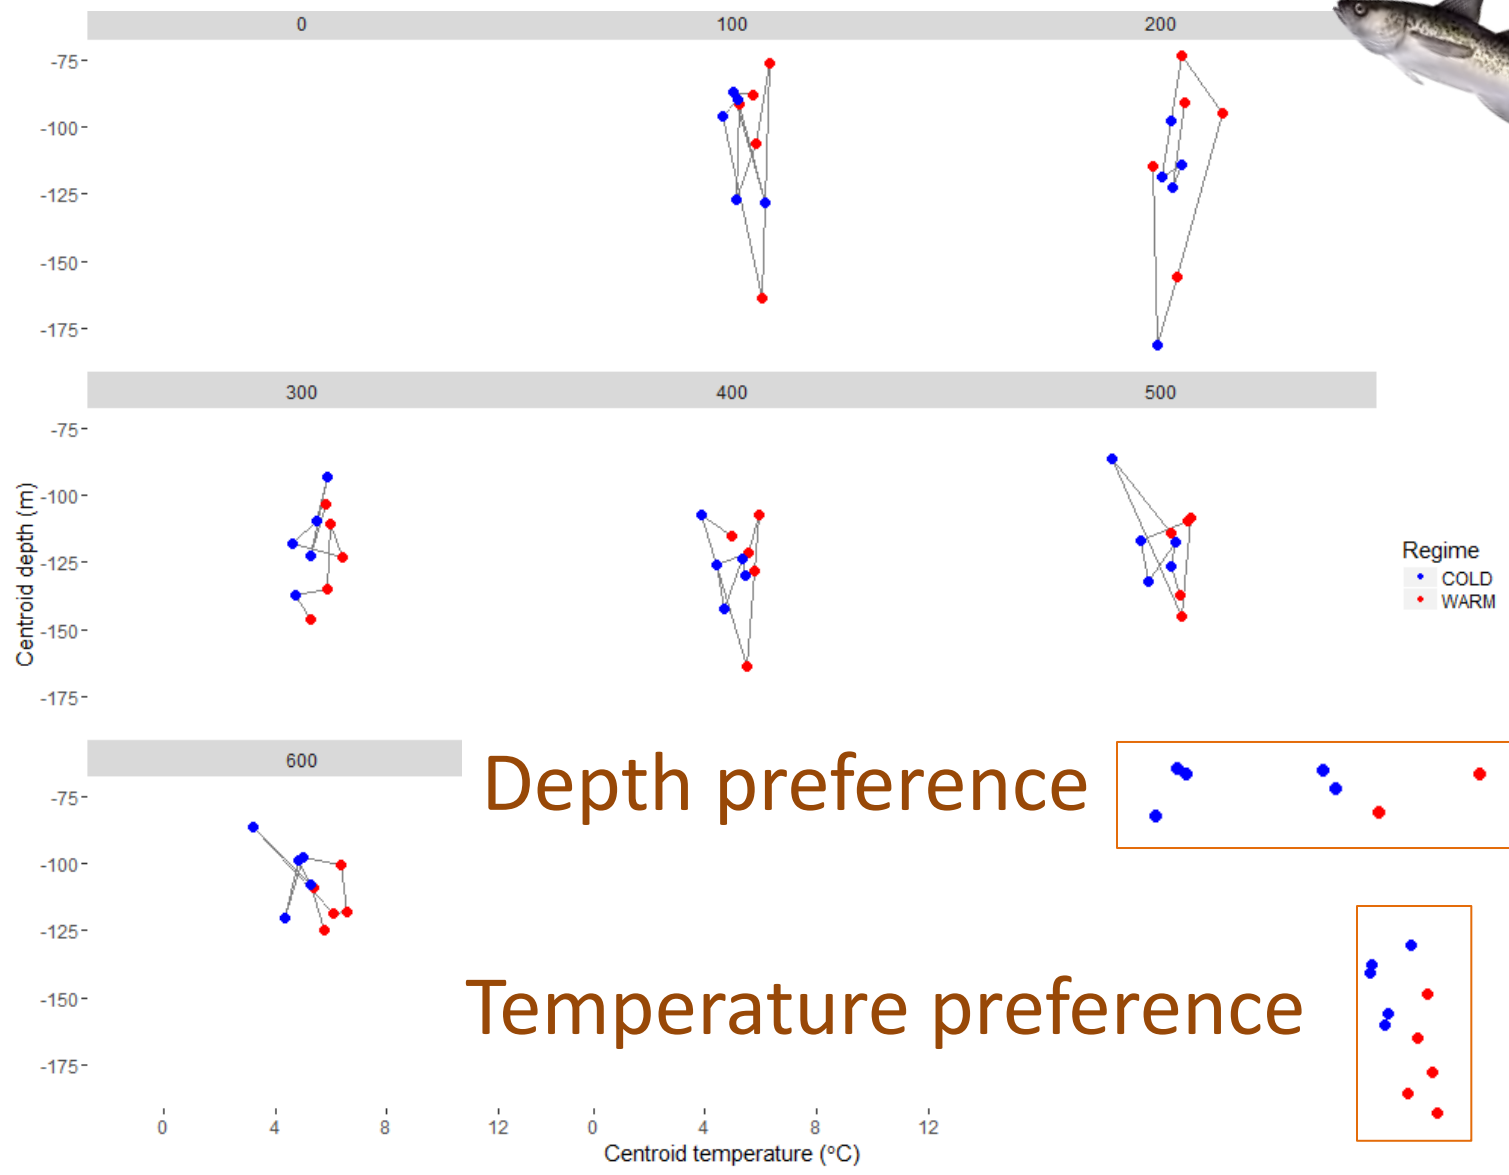 0 100 200
-75-
-100-
-125-
-150-
-175-
300 400 500
-75-
-100-
-125-
-150-
-175-
Centroid depth (m)
Regime
COLD
WARM
600
Depth preference
-75-
-100-
-125-
-150-
-175-
Temperature preference
0 4 8 12 0 4 8 12
Centroid temperature (°C)